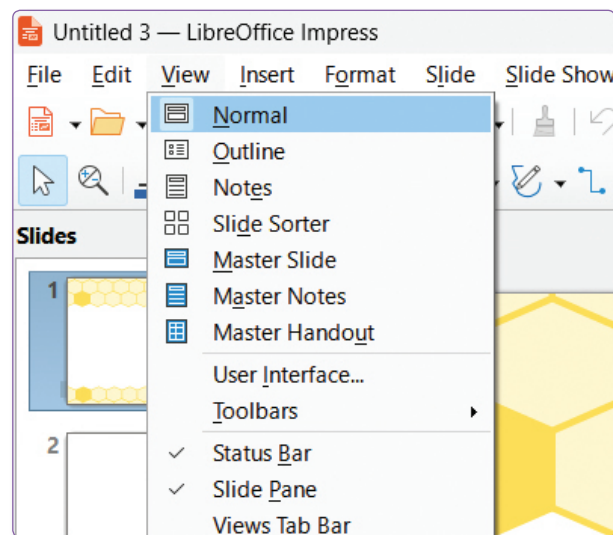 Untitled 3 — LibreOffice Impress
File Edit View Insert Format Slide Slide Show
Normal
Outline
Notes
Slide Sorter
Master Slide
Master Notes
Master Handout
User Interface...
Toolbars
Status Bar
Slide Pane
Views Tab Bar
Slides
1
2